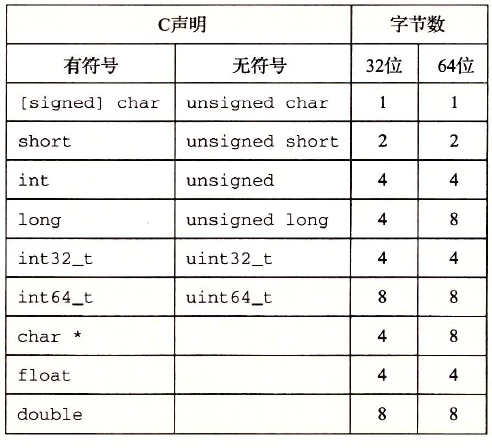 C声明 字节数
有符号 无符号 32位 64位
[signed] char unsigned char 1 1
short unsigned short 2 2
int unsigned 4 4
long unsigned long 4 8
int32_t uint32_t 4 4
int64_t uint64_t 8 8
char * 4 8
float 4 4
double 8 8